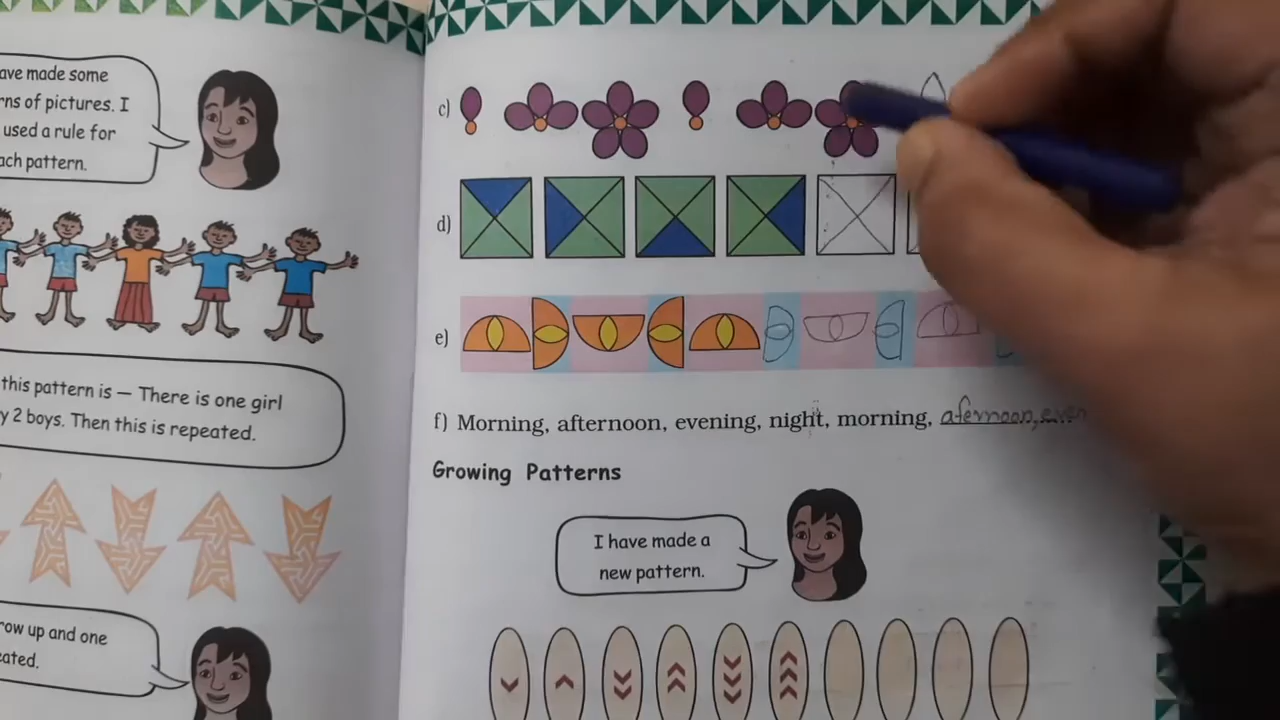 ave made some
rns of pictures. I
used a rule for
ach pattern.
this pattern is — There is one girl
y 2 boys. Then this is repeated.
row up and one
eated.
c)
d)
e)
f) Morning, afternoon, evening, night, morning, afernoon, even
Growing Patterns
I have made a
new pattern.